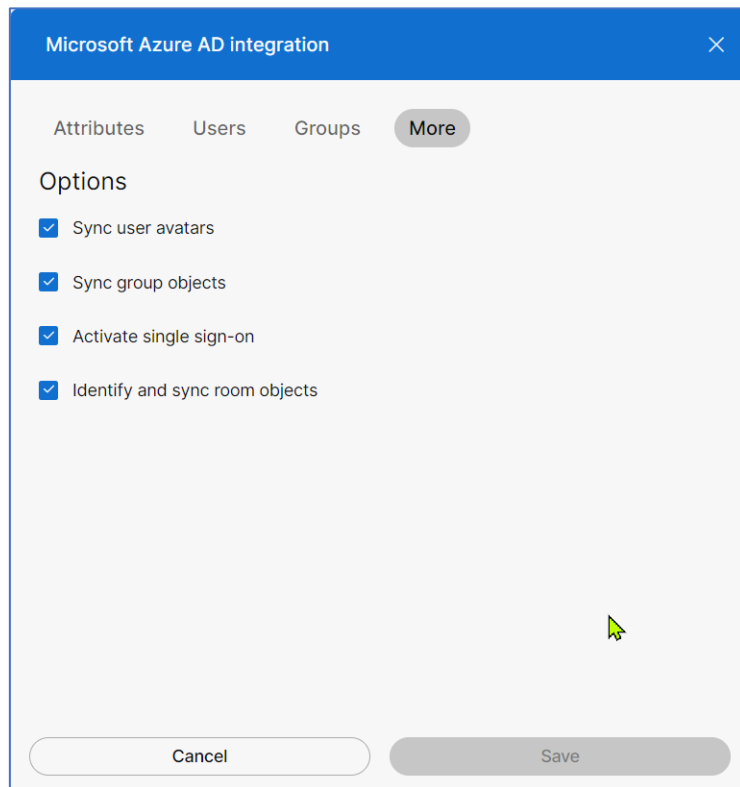 Microsoft Azure AD integration
Attributes Users Groups More
Options
Sync user avatars
Sync group objects
Activate single sign-on
Identify and sync room objects
Cancel Save